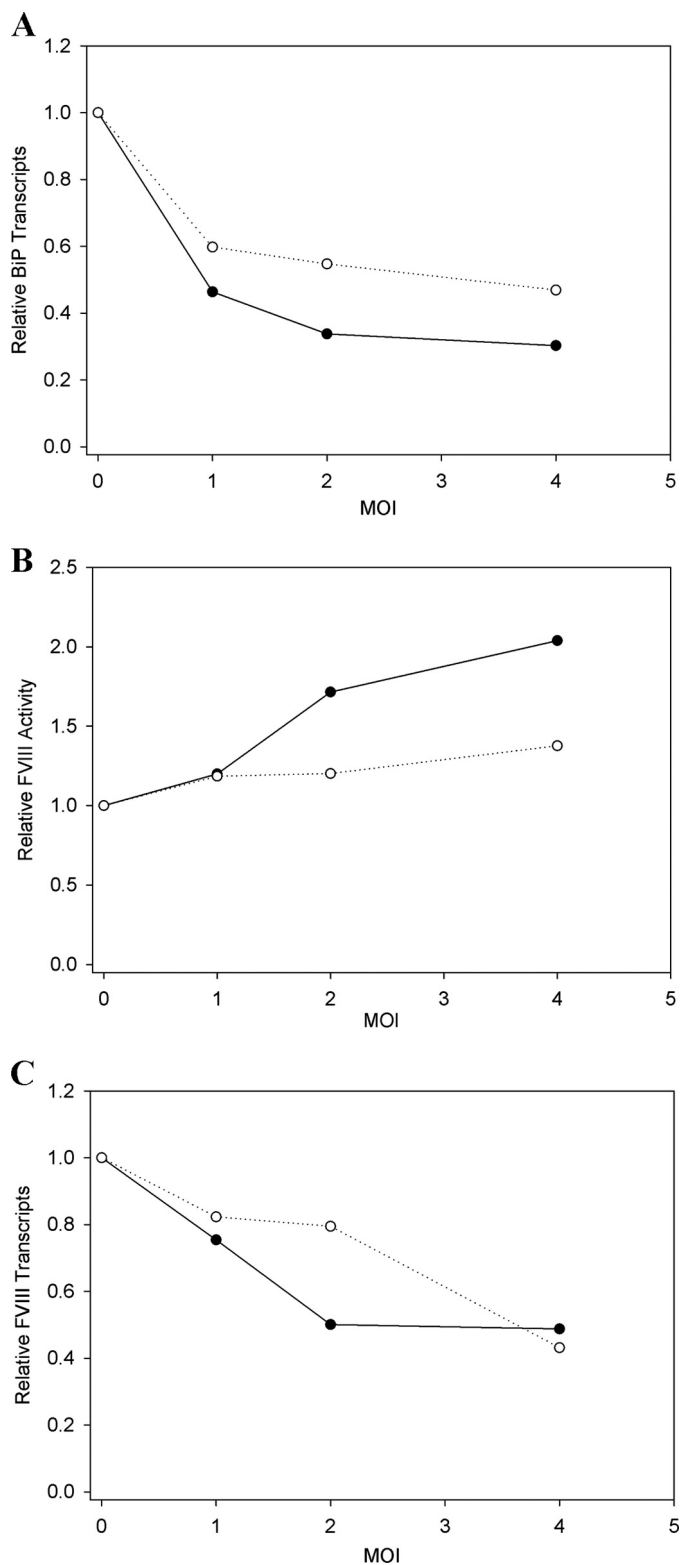 A
1.2
1.0
0.8
0.6
0.4
0.2
0.0
Relative BiP Transcripts
0 1 2 3 4 5
MOI
B
2.5
2.0
1.5
1.0
0.5
0.0
Relative FVIII Activity
0 1 2 3 4 5
MOI
C
1.2
1.0
0.8
0.6
0.4
0.2
0.0
Relative FVIII Transcripts
0 1 2 3 4 5
MOI